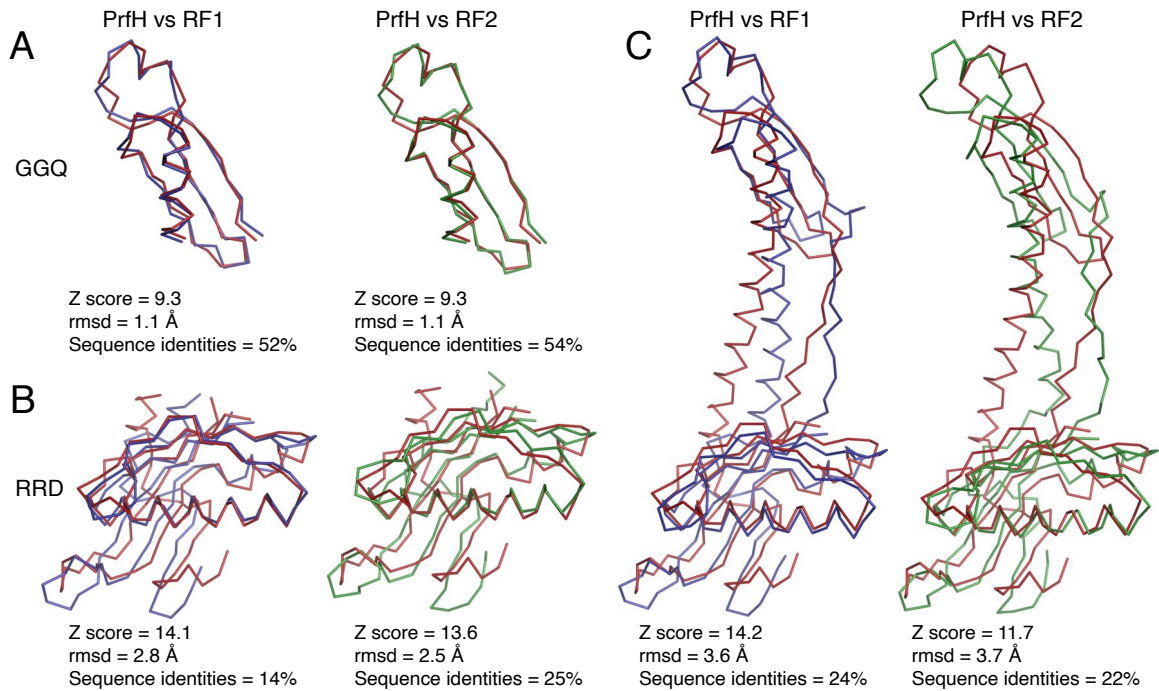 A
PrfH vs RF1
PrfH vs RF2
GGQ
Z score = 9.3
rmsd = 1.1 Å
Sequence identities = 52%
Z score = 9.3
rmsd = 1.1 Å
Sequence identities = 54%
B
RRD
Z score = 14.1
rmsd = 2.8 Å
Sequence identities = 14%
Z score = 13.6
rmsd = 2.5 Å
Sequence identities = 25%
C
PrfH vs RF1
PrfH vs RF2
Z score = 14.2
rmsd = 3.6 Å
Sequence identities = 24%
Z score = 11.7
rmsd = 3.7 Å
Sequence identities = 22%